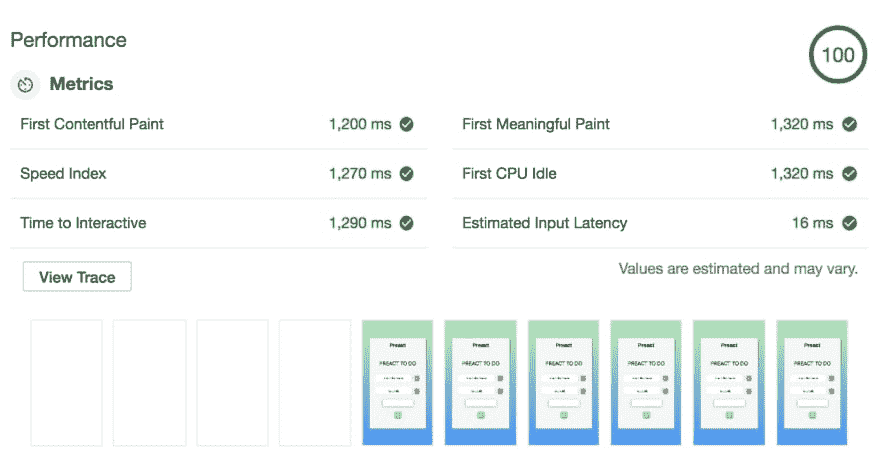 Performance
100
Metrics
First Contentful Paint 1,200 ms
First Meaningful Paint 1,320 ms
Speed Index 1,270 ms
First CPU Idle 1,320 ms
Time to Interactive 1,290 ms
Estimated Input Latency 16 ms
View Trace
Values are estimated and may vary.
Preact Preact Preact Preact Preact Preact
PREACT TO DO PREACT TO DO PREACT TO DO PREACT TO DO PREACT TO DO PREACT TO DO